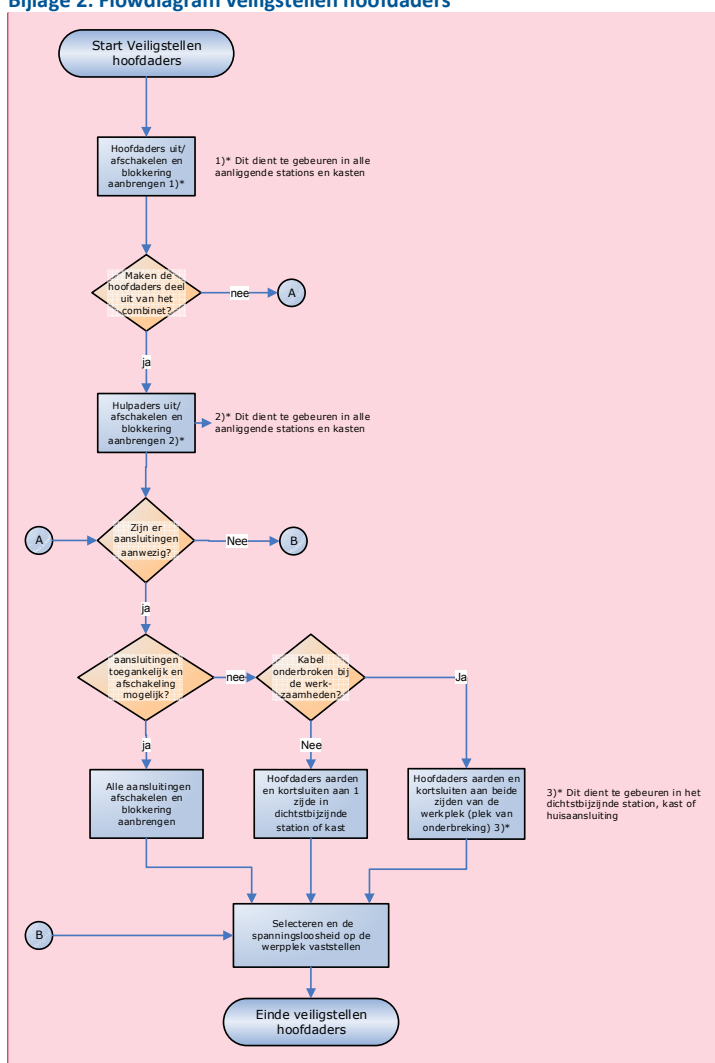 Bijlage 2: Flowdiagram veiligstellen hoofdaders
Start Veiligstellen
hoofdaders
Hoofdaders uit/
afschakelen en
blokkering
aanbrengen 1)*
1)* Dit dient te gebeuren in alle
aanliggende stations en kasten
Maken de
hoofdaders deel
uit van het
combinet?
nee
A
ja
Hulpaders uit/
afschakelen en
blokkering
aanbrengen 2)*
2)* Dit dient te gebeuren in alle
aanliggende stations en kasten
A
Zijn er
aansluitingen
aanwezig?
Nee
B
ja
aansluitingen
toegankelijk en
afschakeling
mogelijk?
nee
Kabel
onderbroken bij
de werk-
zaamheden?
Ja
ja
Nee
Alle aansluitingen
afschakelen en
blokkering
aanbrengen
Hoofdaders aarden
en kortsluiten aan 1
zijde in
dichtstbijzijnde
station of kast
Hoofdaders aarden en
kortsluiten aan beide
zijden van de
werkplek (plek van
onderbreking) 3)*
3)* Dit dient te gebeuren in het
dichtstbijzijnde station, kast of
huisaansluiting
B
Selecteren en de
spanningsloosheid op de
werpplek vaststellen
Einde veiligstellen
hoofdaders